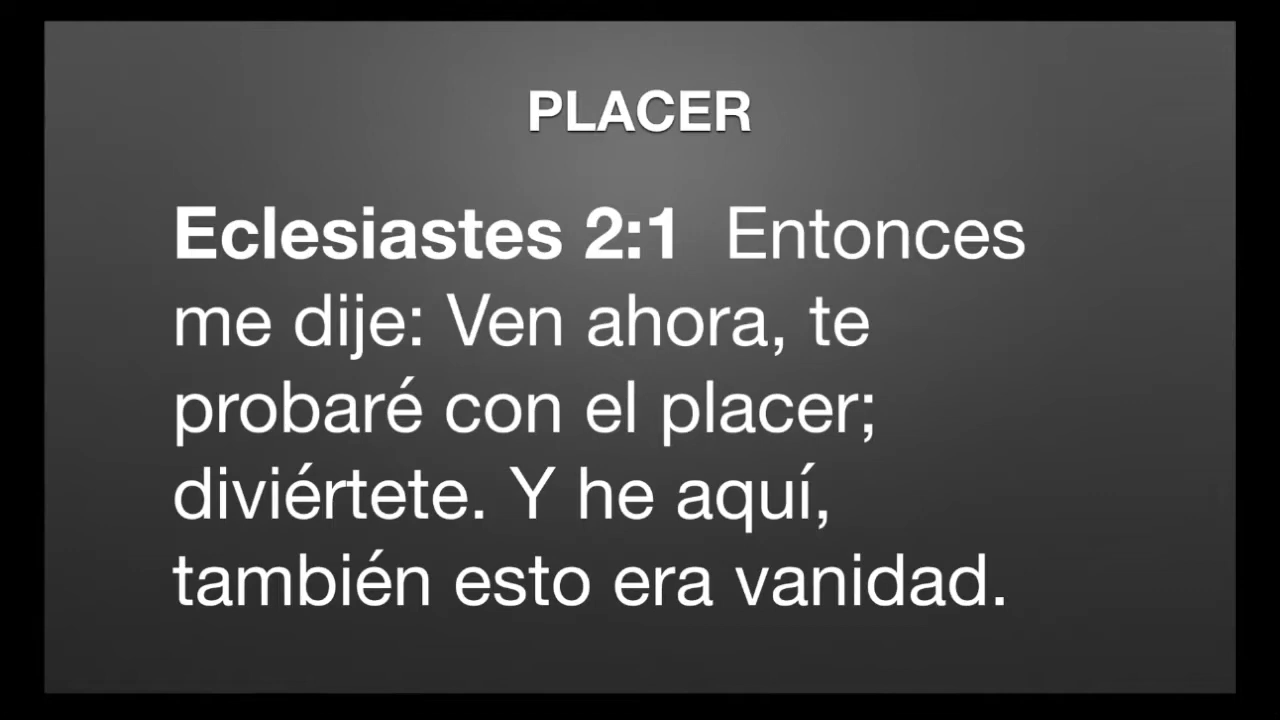 PLACER
Eclesiastes 2:1 Entonces
me dije: Ven ahora, te
probaré con el placer;
diviértete. Y he aquí,
también esto era vanidad.